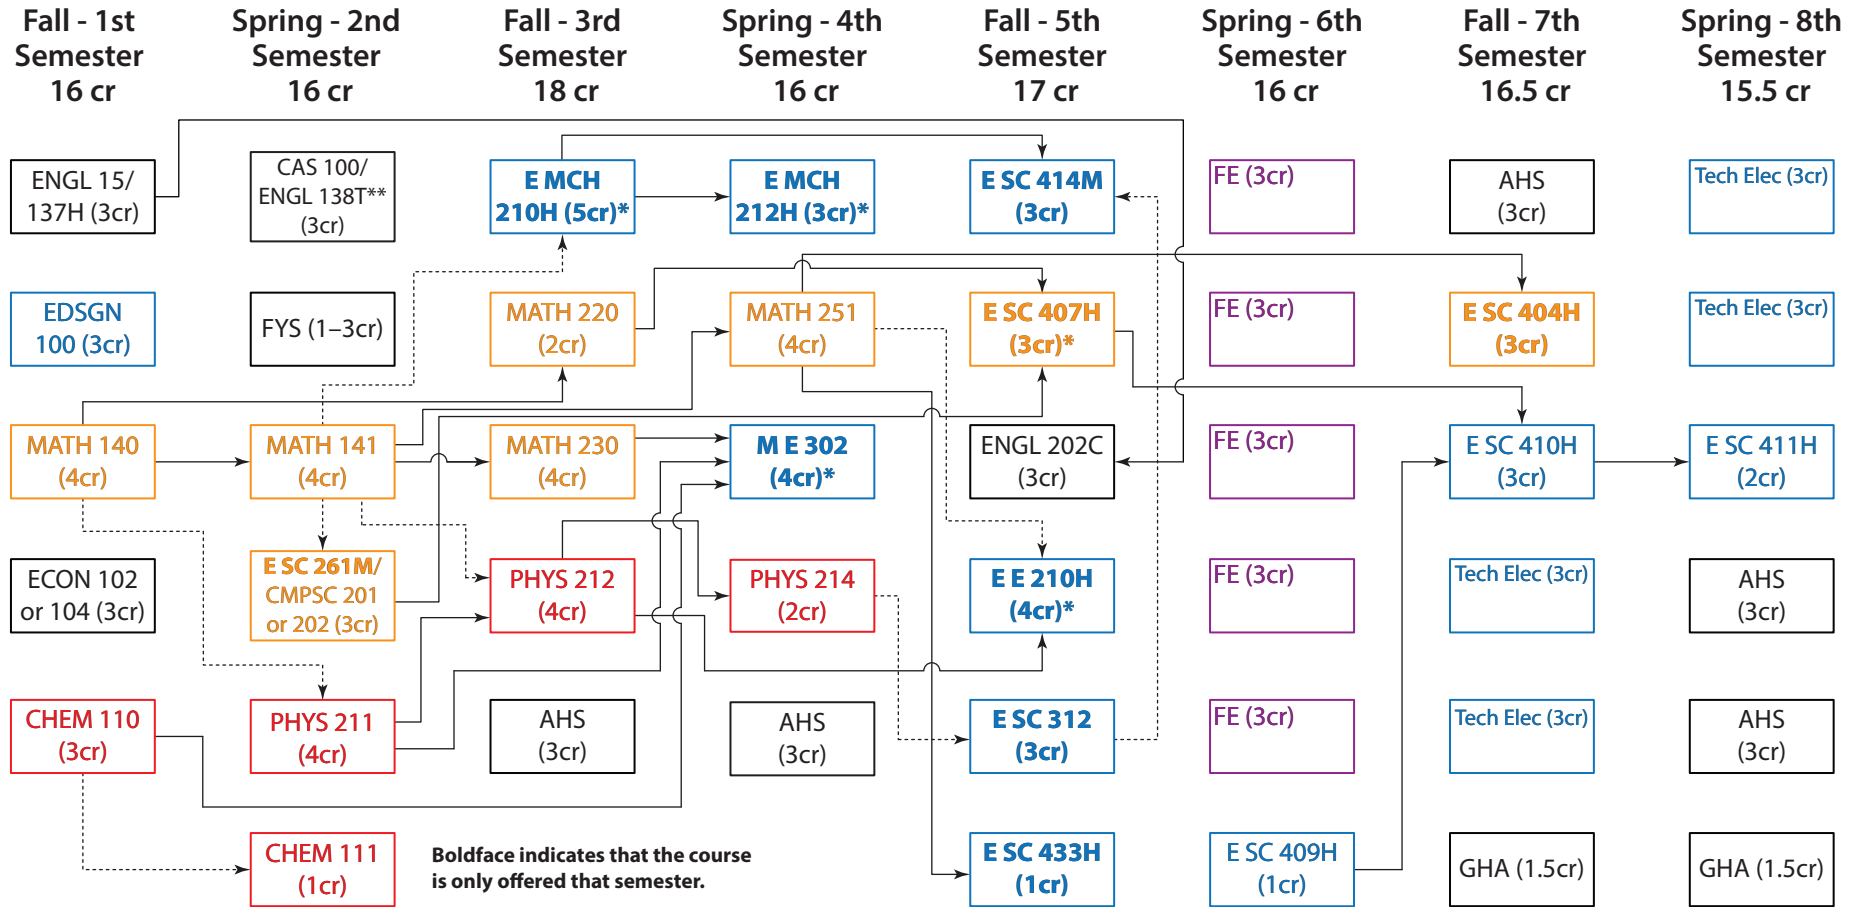 Fall - 1st
Semester
16 cr
Spring - 2nd
Semester
16 cr
Fall - 3rd
Semester
18 cr
Spring - 4th
Semester
16 cr
Fall - 5th
Semester
17 cr
Spring - 6th
Semester
16 cr
Fall - 7th
Semester
16.5 cr
Spring - 8th
Semester
15.5 cr
ENGL 15/
137H (3cr)
CAS 100/
ENGL 138T**
(3cr)
E MCH
210H (5cr)*
E MCH
212H (3cr)*
E SC 414M
(3cr)
FE (3cr)
AHS
(3cr)
Tech Elec (3cr)
EDSGN
100 (3cr)
FYS (1–3cr)
MATH 220
(2cr)
MATH 251
(4cr)
E SC 407H
(3cr)*
FE (3cr)
E SC 404H
(3cr)
Tech Elec (3cr)
MATH 140
(4cr)
MATH 141
(4cr)
MATH 230
(4cr)
M E 302
(4cr)*
ENGL 202C
(3cr)
FE (3cr)
E SC 410H
(3cr)
E SC 411H
(2cr)
ECON 102
or 104 (3cr)
E SC 261M/
CMPSC 201
or 202 (3cr)
PHYS 212
(4cr)
PHYS 214
(2cr)
E E 210H
(4cr)*
FE (3cr)
Tech Elec (3cr)
AHS
(3cr)
CHEM 110
(3cr)
PHYS 211
(4cr)
AHS
(3cr)
AHS
(3cr)
E SC 312
(3cr)
FE (3cr)
Tech Elec (3cr)
AHS
(3cr)
CHEM 111
(1cr)
Boldface indicates that the course
is only offered that semester.
E SC 433H
(1cr)
E SC 409H
(1cr)
GHA (1.5cr)
GHA (1.5cr)